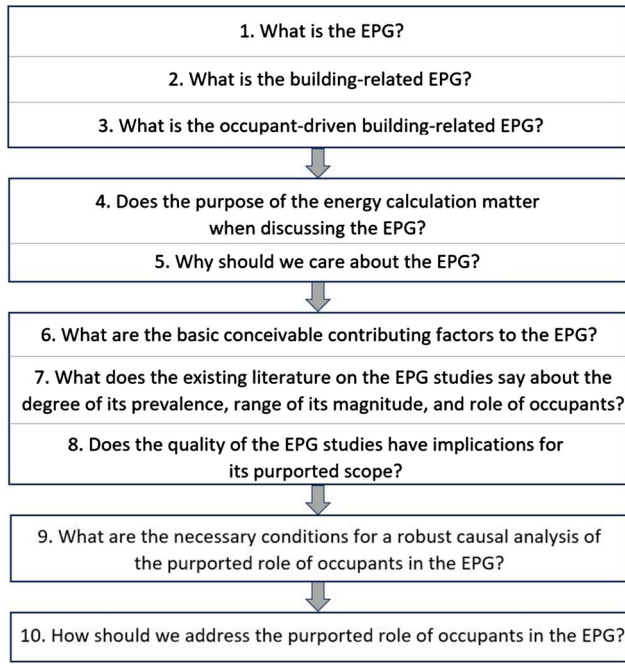 1. What is the EPG?
2. What is the building-related EPG?
3. What is the occupant-driven building-related EPG?
4. Does the purpose of the energy calculation matter
when discussing the EPG?
5. Why should we care about the EPG?
6. What are the basic conceivable contributing factors to the EPG?
7. What does the existing literature on the EPG studies say about the
degree of its prevalence, range of its magnitude, and role of occupants?
8. Does the quality of the EPG studies have implications for
its purported scope?
9. What are the necessary conditions for a robust causal analysis of
the purported role of occupants in the EPG?
10. How should we address the purported role of occupants in the EPG?